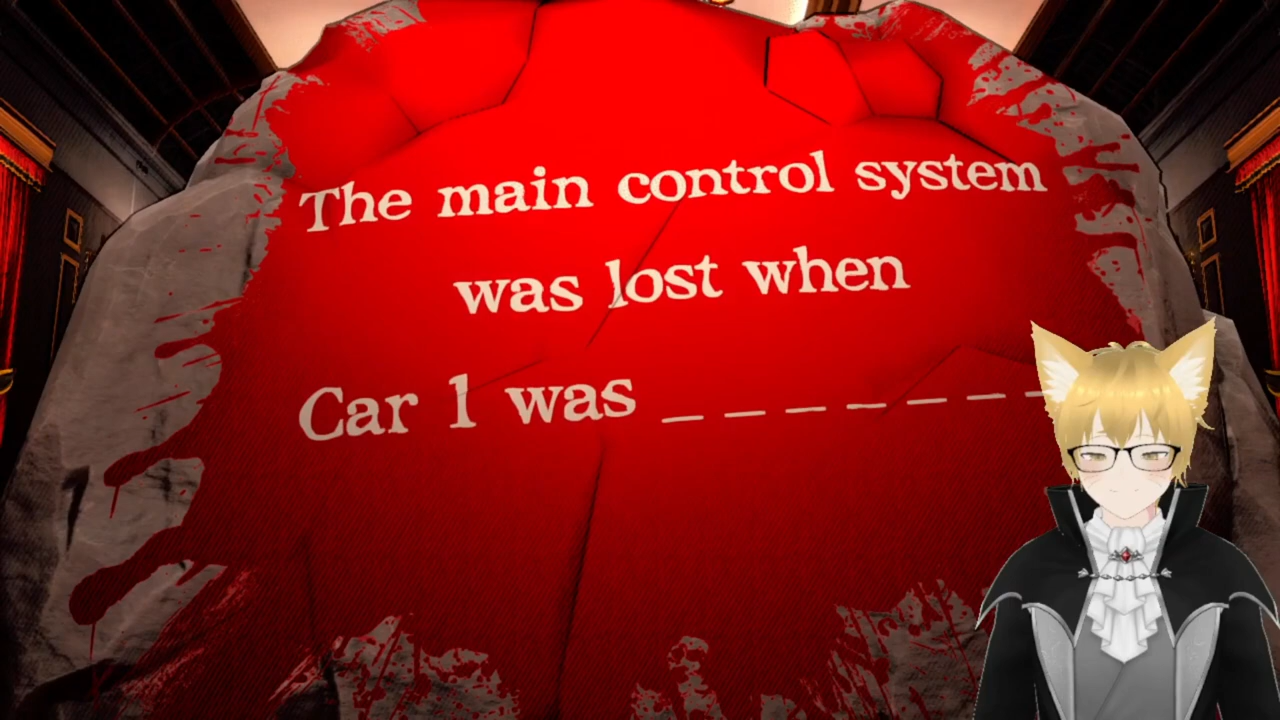 The main control system
was lost when
Car 1 was _ _ _ _ _ _ _